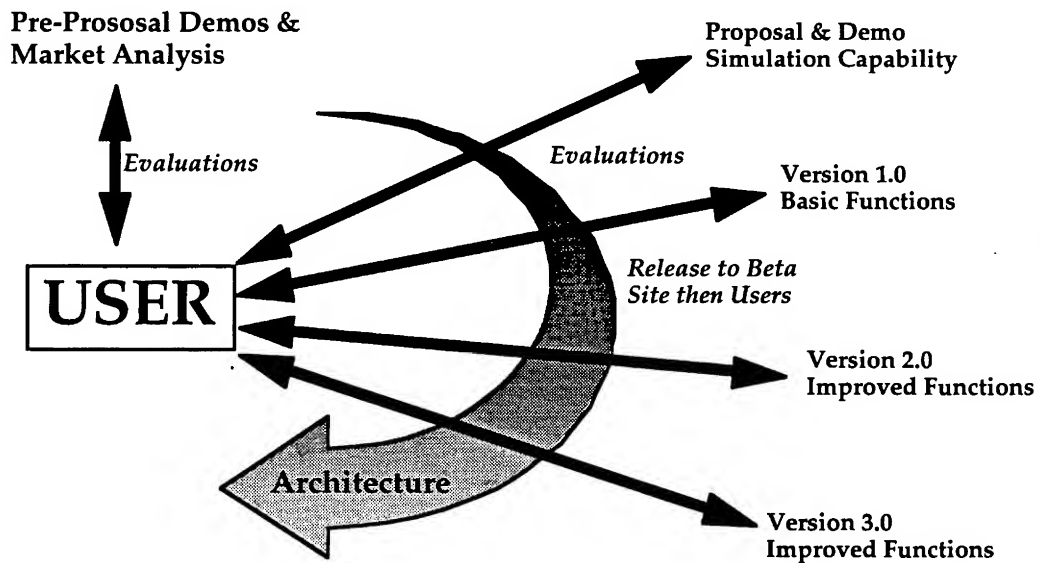 Pre-Prososal Demos &
Market Analysis
Evaluations
USER
Proposal & Demo
Simulation Capability
Evaluations
Version 1.0
Basic Functions
Release to Beta
Site then Users
Version 2.0
Improved Functions
Architecture
Version 3.0
Improved Functions